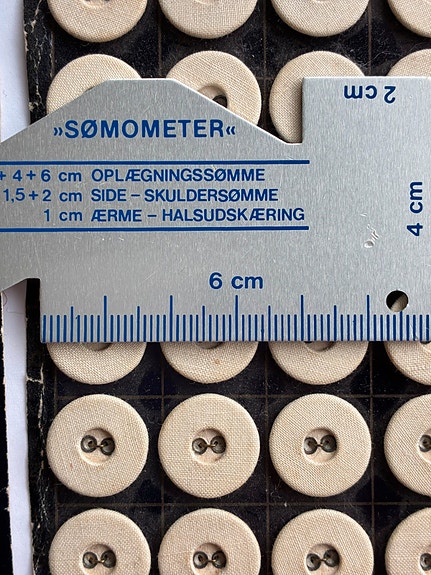 »SØMOMETER«
+ 4 + 6 cm OPLÆGNINGSSØMME
1,5 + 2 cm SIDE – SKULDERSØMME
1 cm ÆRME – HALSUDSKÆRING
2 cm
4 cm
6 cm
1